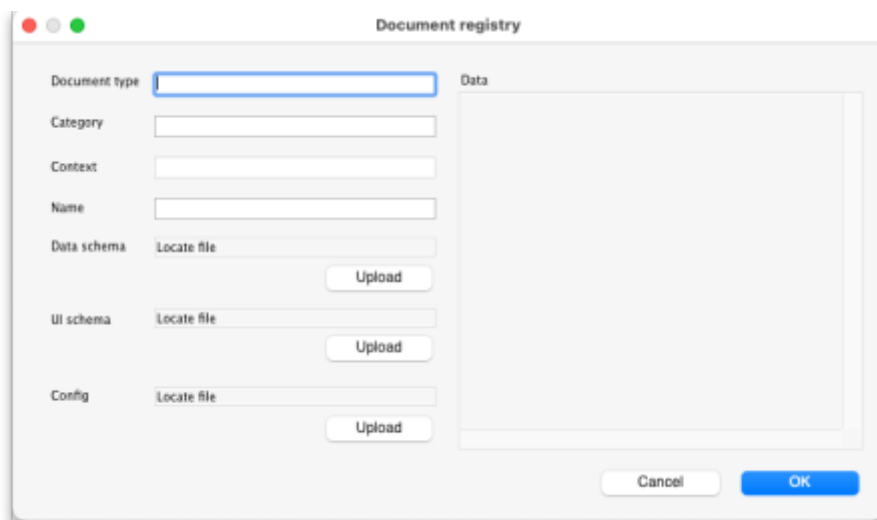 Document registry
Document type
Data
Category
Context
Name
Data schema
Locate file
Upload
UI schema
Locate file
Upload
Config
Locate file
Upload
Cancel
OK